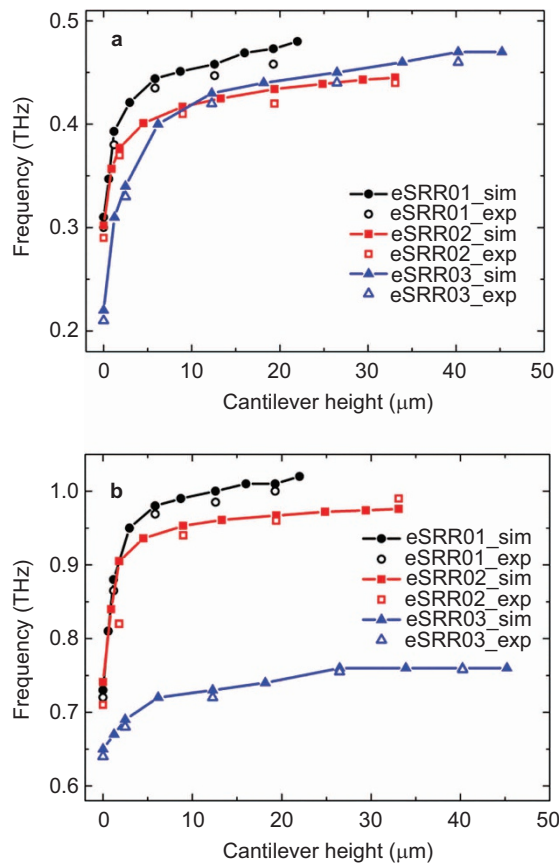 a
0.5
0.4
0.3
0.2
Frequency (THz)
eSRR01_sim
eSRR01_exp
eSRR02_sim
eSRR02_exp
eSRR03_sim
eSRR03_exp
0 10 20 30 40 50
Cantilever height (μm)
b
1.0
0.9
0.8
0.7
0.6
Frequency (THz)
eSRR01_sim
eSRR01_exp
eSRR02_sim
eSRR02_exp
eSRR03_sim
eSRR03_exp
0 10 20 30 40 50
Cantilever height (μm)